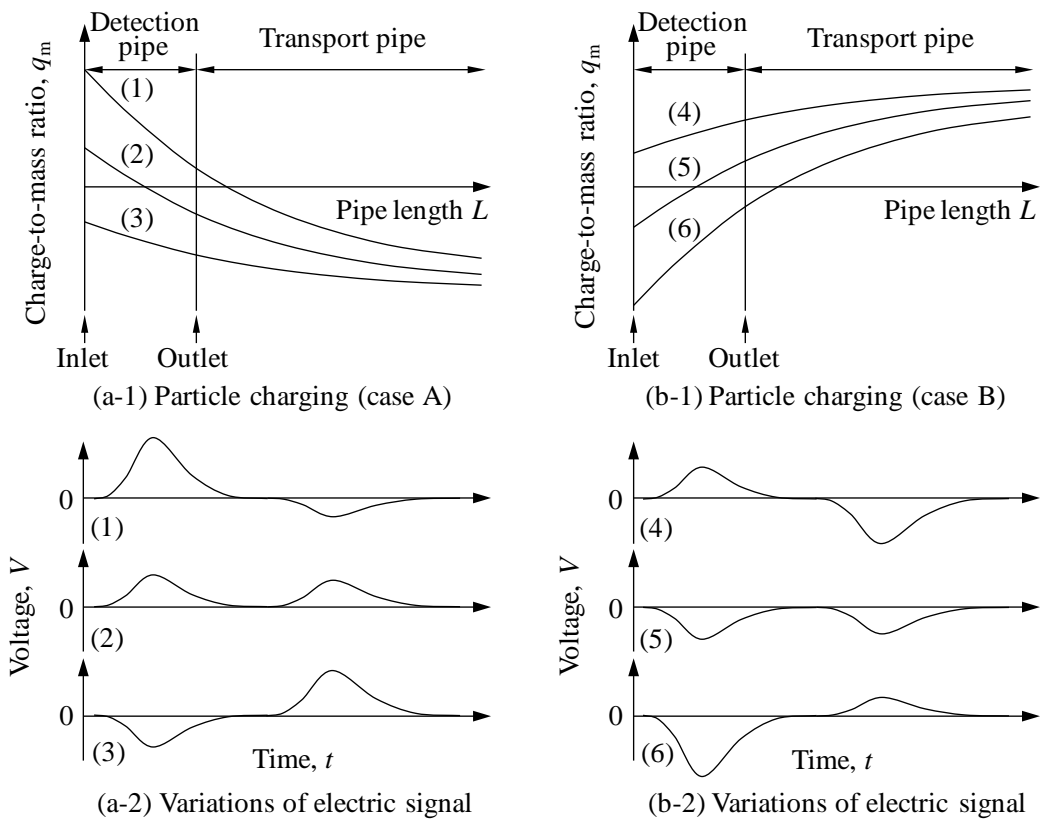 Detection
pipe
Transport pipe
(1)
(2)
(3)
Pipe length L
Charge-to-mass ratio, qm
Inlet
Outlet
(a-1) Particle charging (case A)
Detection
pipe
Transport pipe
(4)
(5)
(6)
Pipe length L
Charge-to-mass ratio, qm
Inlet
Outlet
(b-1) Particle charging (case B)
0
(1)
0
(2)
0
(3)
Voltage, V
Time, t
(a-2) Variations of electric signal
0
(4)
0
(5)
0
(6)
Voltage, V
Time, t
(b-2) Variations of electric signal